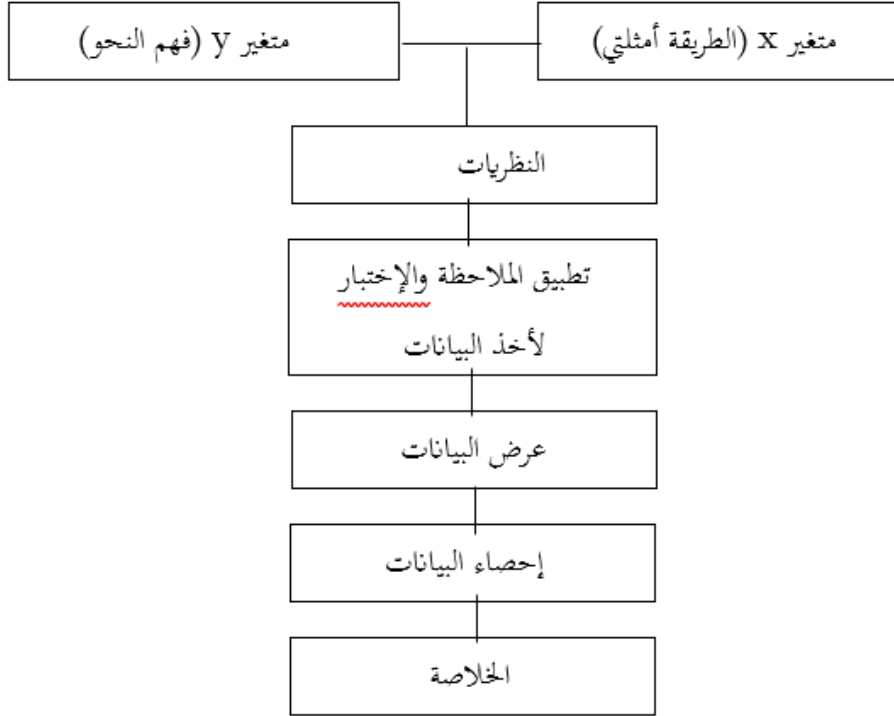 متغير x (الطريقة أمثلتي)
متغير y (فهم النحو)
النظريات
تطبيق الملاحظة والإختبار
لأخذ البيانات
عرض البيانات
إحصاء البيانات
الخلاصة